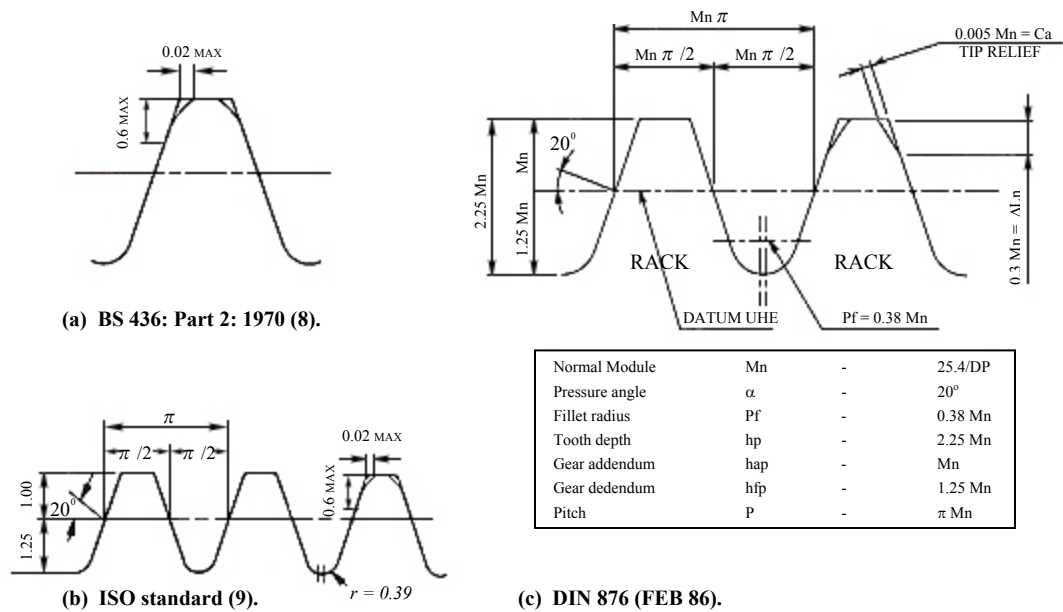 0.02 MAX
0.6 MAX
(a) BS 436: Part 2: 1970 (8).
π
π /2 π /2
0.02 MAX
1.00
20°
1.25
0.6 MAX
r = 0.39
(b) ISO standard (9).
Mn π
Mn π /2 Mn π /2
0.005 Mn = Ca
TIP RELIEF
20°
2.25 Mn
Mn
1.25 Mn
0.3 Mn = ΔLn
RACK RACK
DATUM UHE
Pf = 0.38 Mn
Normal Module Mn - 25.4/DP
Pressure angle α - 20°
Fillet radius Pf - 0.38 Mn
Tooth depth hp - 2.25 Mn
Gear addendum hap - Mn
Gear dedendum hfp - 1.25 Mn
Pitch P - π Mn
(c) DIN 876 (FEB 86).